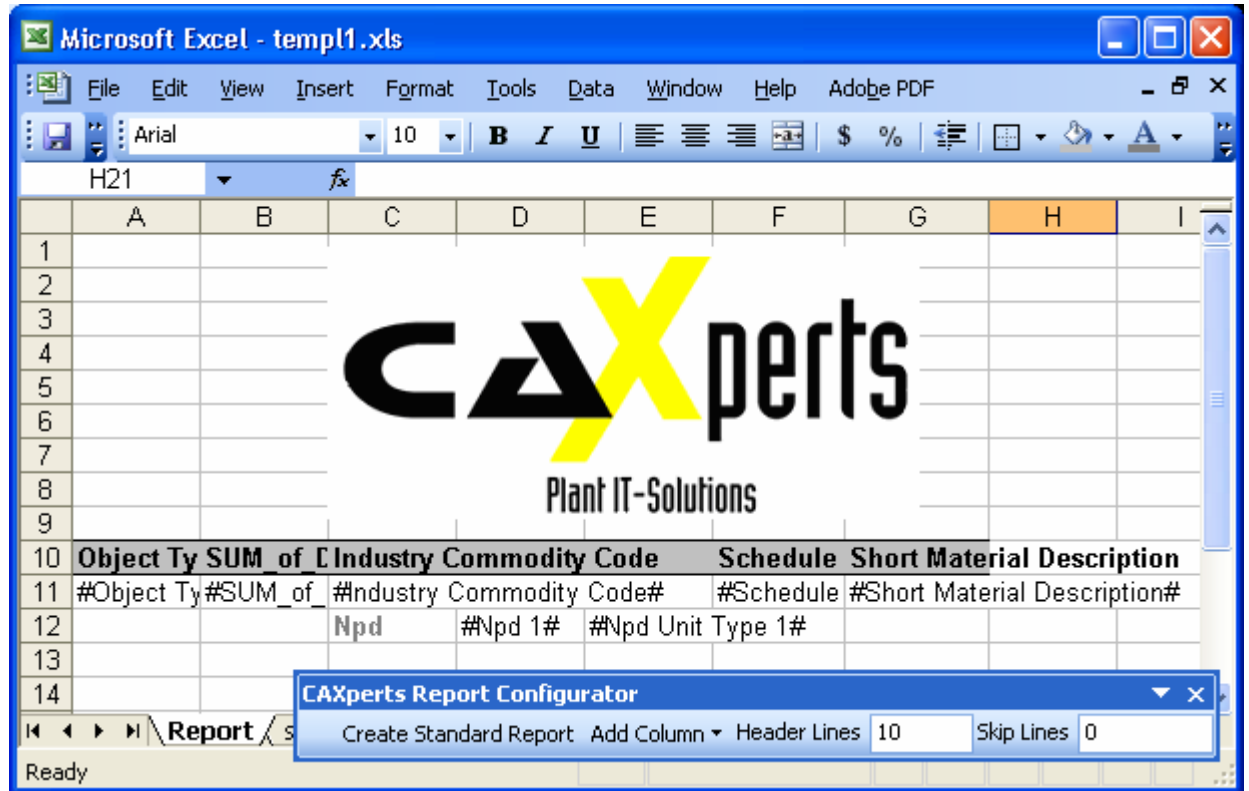 Microsoft Excel - templ1.xls
File Edit View Insert Format Tools Data Window Help Adobe PDF
Arial 10 B I U $ % A
H21 fx
A B C D E F G H I
1
2
3
4
5
6
7
8
9
CAXperts
Plant IT-Solutions
10 Object Ty SUM_of_D Industry Commodity Code Schedule Short Material Description
11 #Object Ty #SUM_of_ #Industry Commodity Code# #Schedule #Short Material Description#
12 Npd #Npd 1# #Npd Unit Type 1#
13
14
CAXperts Report Configurator
Report s
Create Standard Report Add Column Header Lines 10 Skip Lines 0
Ready